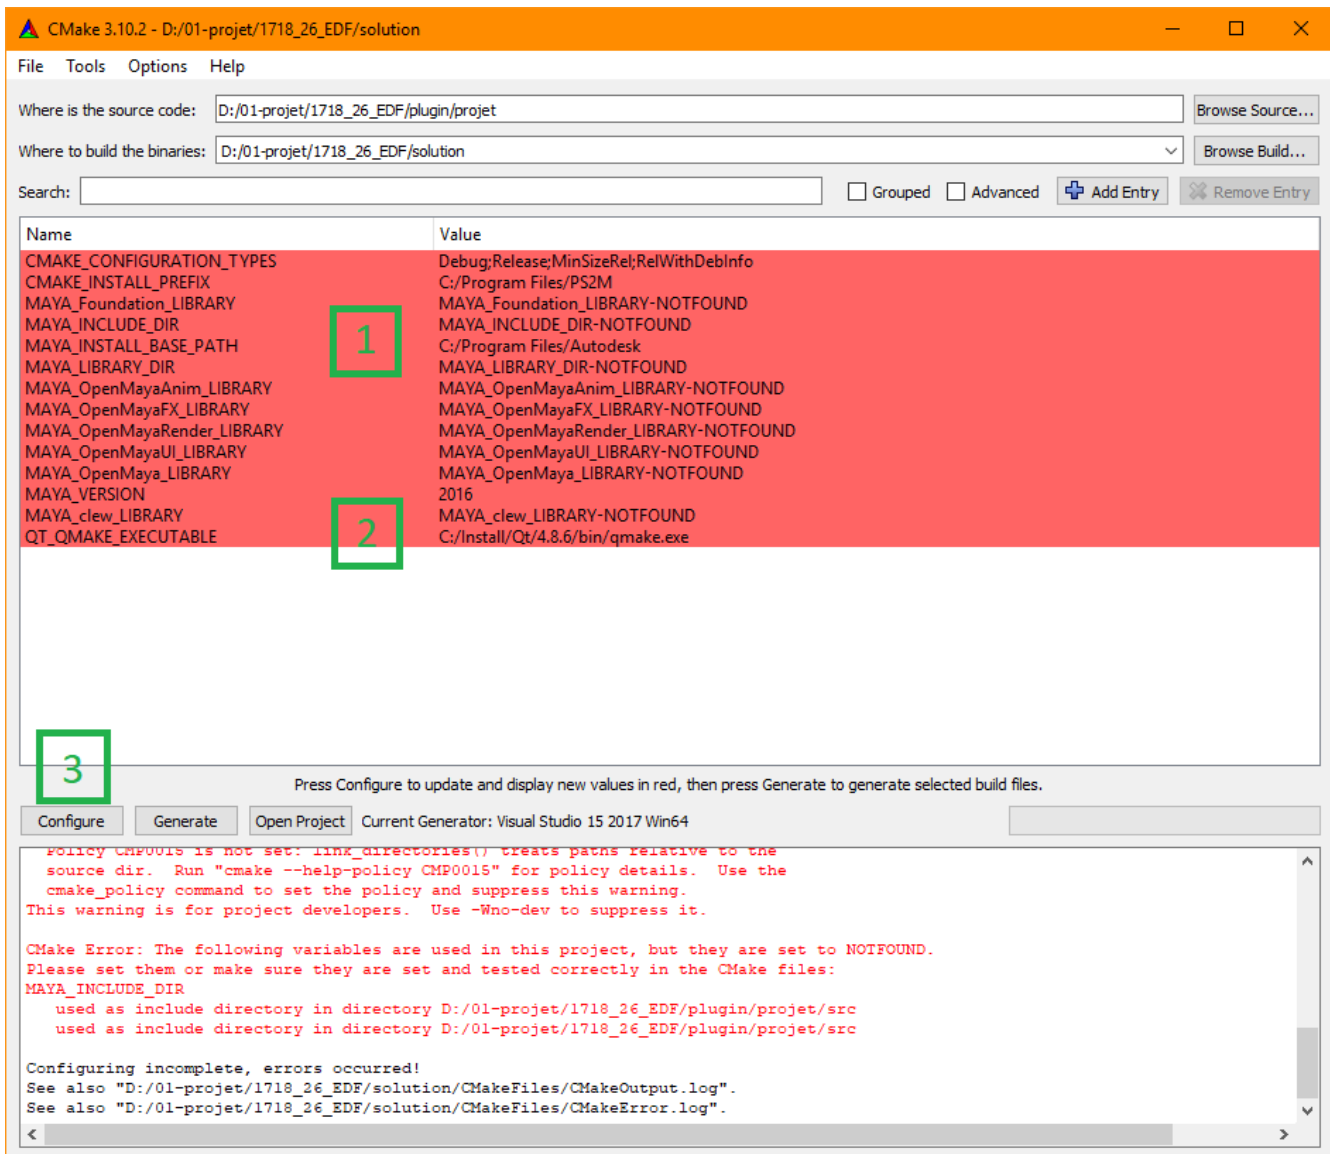 CMake 3.10.2 - D:/01-projet/1718_26_EDF/solution
File Tools Options Help
Where is the source code: D:/01-projet/1718_26_EDF/plugin/projet Browse Source...
Where to build the binaries: D:/01-projet/1718_26_EDF/solution Browse Build...
Search: Grouped Advanced Add Entry Remove Entry
Name Value
CMAKE_CONFIGURATION_TYPES Debug;Release;MinSizeRel;RelWithDebInfo
CMAKE_INSTALL_PREFIX C:/Program Files/PS2M
MAYA_Foundation_LIBRARY MAYA_Foundation_LIBRARY-NOTFOUND
MAYA_INCLUDE_DIR MAYA_INCLUDE_DIR-NOTFOUND
1
MAYA_INSTALL_BASE_PATH C:/Program Files/Autodesk
MAYA_LIBRARY_DIR MAYA_LIBRARY_DIR-NOTFOUND
MAYA_OpenMayaAnim_LIBRARY MAYA_OpenMayaAnim_LIBRARY-NOTFOUND
MAYA_OpenMayaFX_LIBRARY MAYA_OpenMayaFX_LIBRARY-NOTFOUND
MAYA_OpenMayaRender_LIBRARY MAYA_OpenMayaRender_LIBRARY-NOTFOUND
MAYA_OpenMayaUI_LIBRARY MAYA_OpenMayaUI_LIBRARY-NOTFOUND
MAYA_OpenMaya_LIBRARY MAYA_OpenMaya_LIBRARY-NOTFOUND
MAYA_VERSION 2016
MAYA_clew_LIBRARY MAYA_clew_LIBRARY-NOTFOUND
2
QT_QMAKE_EXECUTABLE C:/Install/Qt/4.8.6/bin/qmake.exe
3
Press Configure to update and display new values in red, then press Generate to generate selected build files.
Configure Generate Open Project Current Generator: Visual Studio 15 2017 Win64
Policy CMP0015 is not set: link_directories() treats paths relative to the
source dir. Run "cmake --help-policy CMP0015" for policy details. Use the
cmake_policy command to set the policy and suppress this warning.
This warning is for project developers. Use -Wno-dev to suppress it.
CMake Error: The following variables are used in this project, but they are set to NOTFOUND.
Please set them or make sure they are set and tested correctly in the CMake files:
MAYA_INCLUDE_DIR
used as include directory in directory D:/01-projet/1718_26_EDF/plugin/projet/src
used as include directory in directory D:/01-projet/1718_26_EDF/plugin/projet/src
Configuring incomplete, errors occurred!
See also "D:/01-projet/1718_26_EDF/solution/CMakeFiles/CMakeOutput.log".
See also "D:/01-projet/1718_26_EDF/solution/CMakeFiles/CMakeError.log".